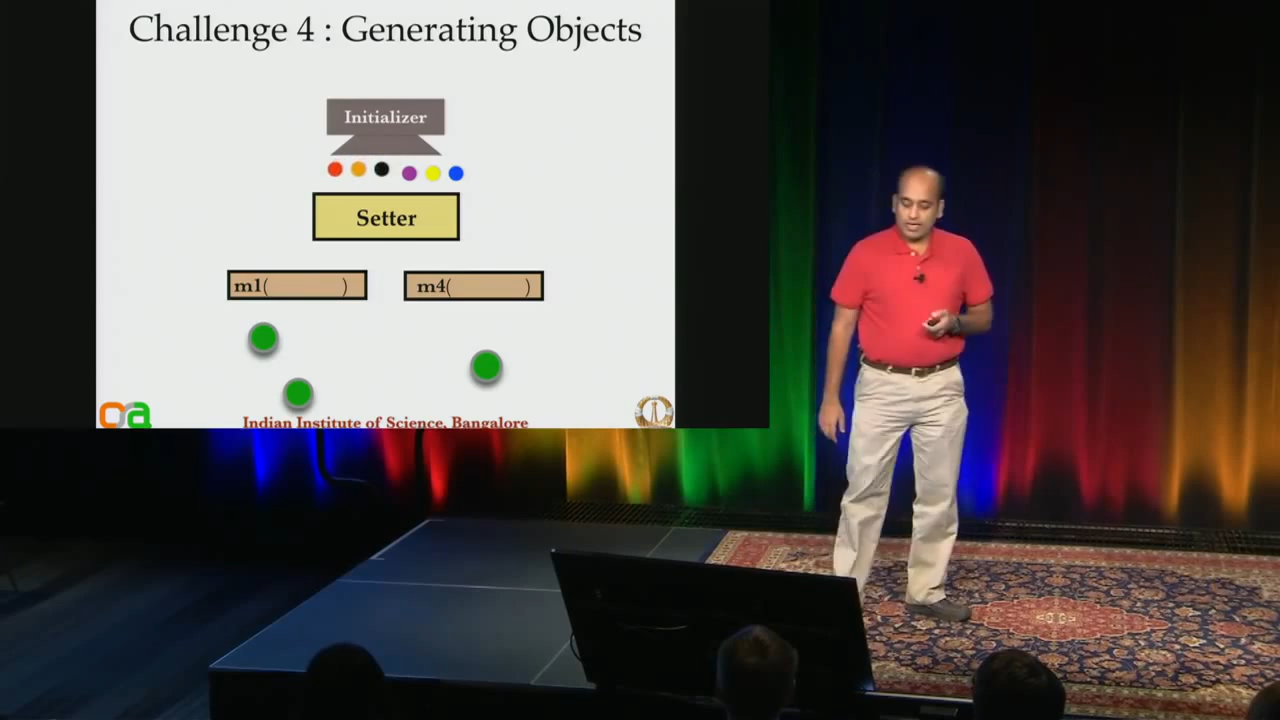 Challenge 4 : Generating Objects
Initializer
Setter
m1( )
m4( )
Indian Institute of Science, Bangalore